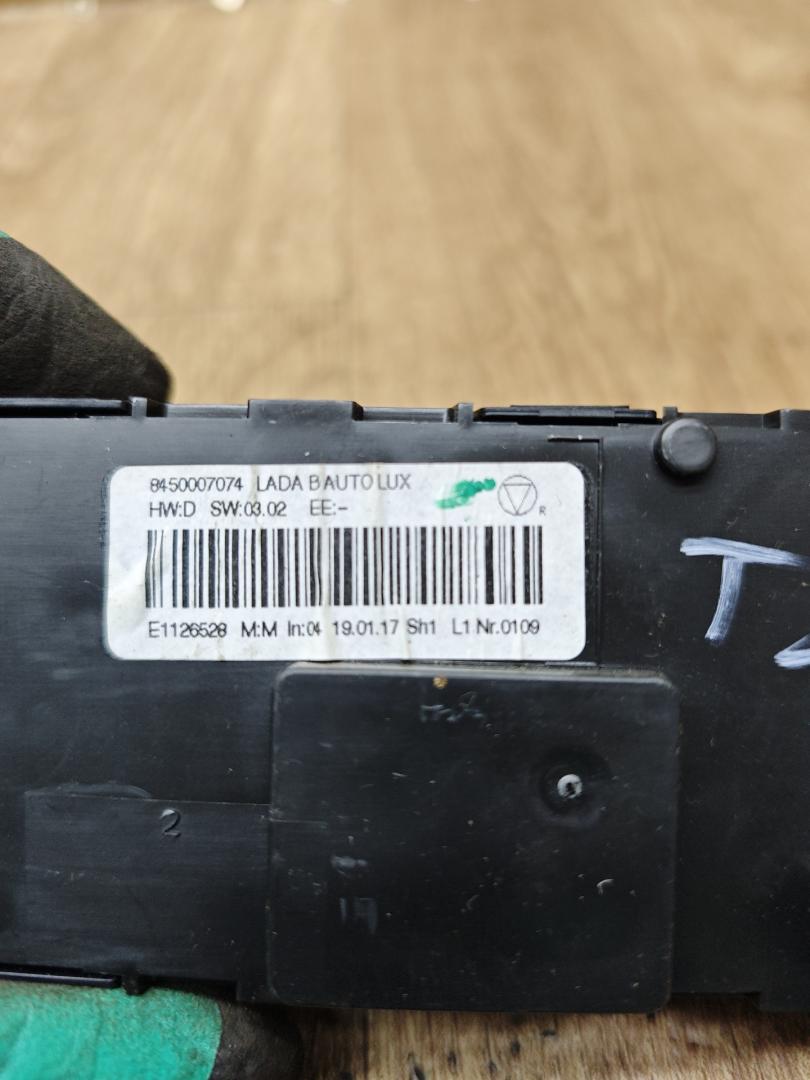 8450007074 LADA B AUTO LUX
HW:D SW:03.02 EE:-
R
E1126528 M:M In:04 19.01.17 Sh1 L1 Nr.0109
T
2